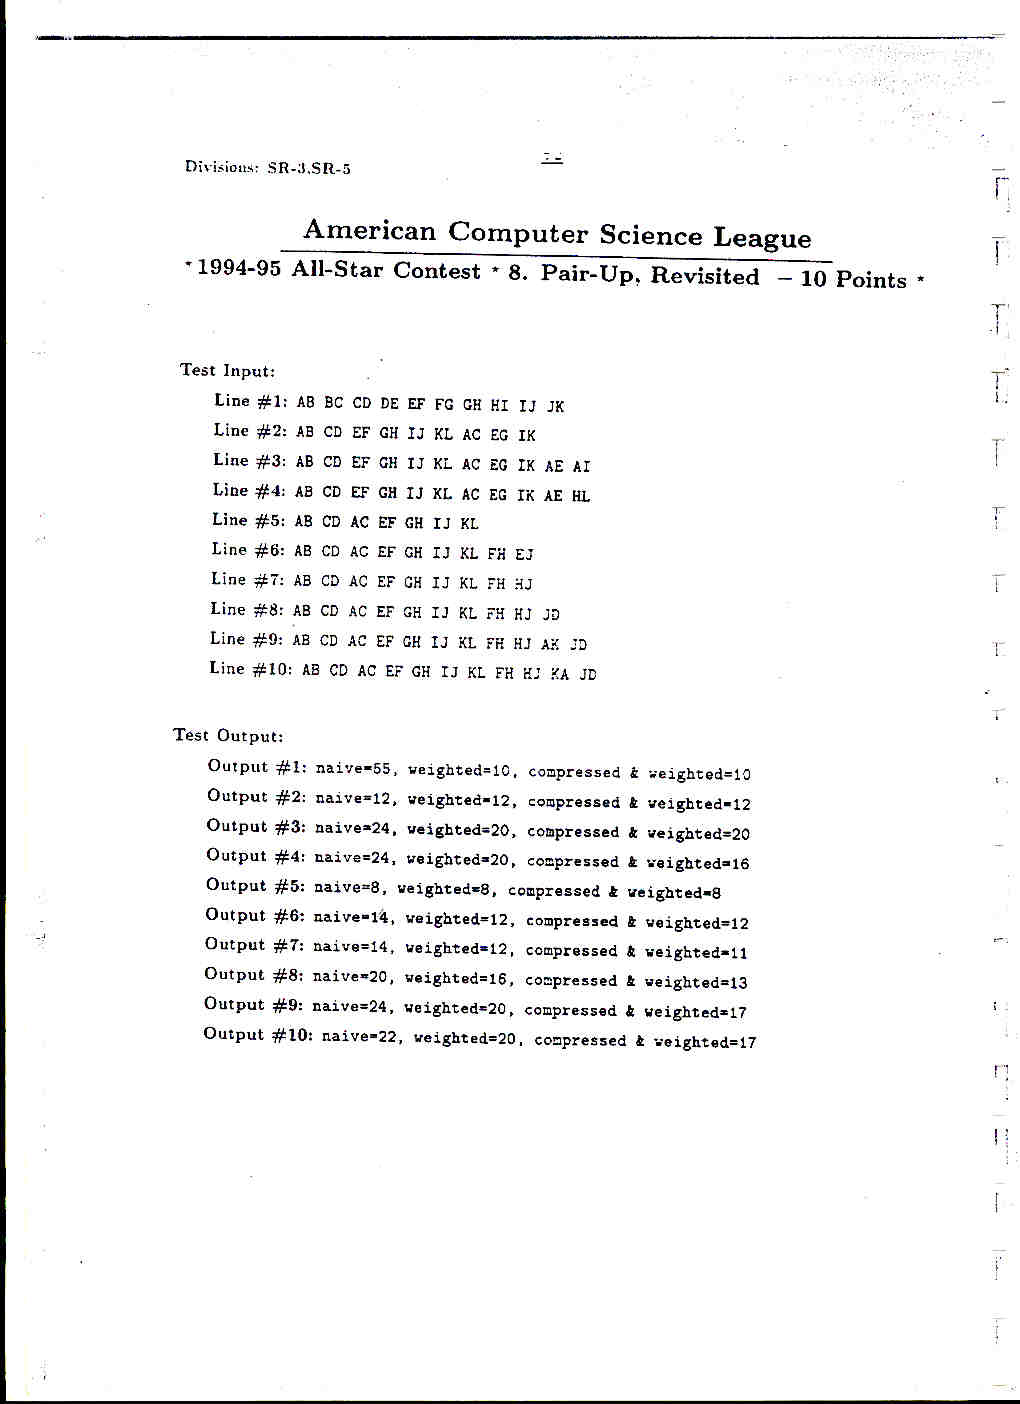 Divisions: SR-3,SR-5
American Computer Science League
* 1994-95 All-Star Contest * 8. Pair-Up, Revisited – 10 Points *
Test Input:
Line #1: AB BC CD DE EF FG GH HI IJ JK
Line #2: AB CD EF GH IJ KL AC EG IK
Line #3: AB CD EF GH IJ KL AC EG IK AE AI
Line #4: AB CD EF GH IJ KL AC EG IK AE HL
Line #5: AB CD AC EF GH IJ KL
Line #6: AB CD AC EF GH IJ KL FH EJ
Line #7: AB CD AC EF GH IJ KL FH HJ
Line #8: AB CD AC EF GH IJ KL FH HJ JD
Line #9: AB CD AC EF GH IJ KL FH HJ AK JD
Line #10: AB CD AC EF GH IJ KL FH HJ KA JD
Test Output:
Output #1: naive=55, weighted=10, compressed & weighted=10
Output #2: naive=12, weighted=12, compressed & weighted=12
Output #3: naive=24, weighted=20, compressed & weighted=20
Output #4: naive=24, weighted=20, compressed & weighted=16
Output #5: naive=8, weighted=8, compressed & weighted=8
Output #6: naive=14, weighted=12, compressed & weighted=12
Output #7: naive=14, weighted=12, compressed & weighted=11
Output #8: naive=20, weighted=16, compressed & weighted=13
Output #9: naive=24, weighted=20, compressed & weighted=17
Output #10: naive=22, weighted=20, compressed & weighted=17